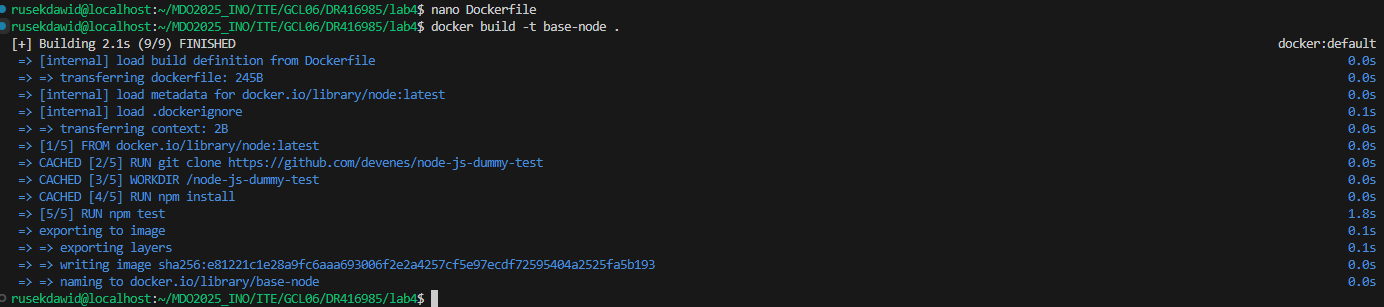 rusekdawid@localhost:~/MDO2025_INO/ITE/GCL06/DR416985/lab4$ nano Dockerfile
rusekdawid@localhost:~/MDO2025_INO/ITE/GCL06/DR416985/lab4$ docker build -t base-node .
[+] Building 2.1s (9/9) FINISHED docker:default
=> [internal] load build definition from Dockerfile 0.0s
=> => transferring dockerfile: 245B 0.0s
=> [internal] load metadata for docker.io/library/node:latest 0.0s
=> [internal] load .dockerignore 0.1s
=> => transferring context: 2B 0.0s
=> [1/5] FROM docker.io/library/node:latest 0.0s
=> CACHED [2/5] RUN git clone https://github.com/devenes/node-js-dummy-test 0.0s
=> CACHED [3/5] WORKDIR /node-js-dummy-test 0.0s
=> CACHED [4/5] RUN npm install 0.0s
=> [5/5] RUN npm test 1.8s
=> exporting to image 0.1s
=> => exporting layers 0.1s
=> => writing image sha256:e81221c1e28a9fc6aaa693006f2e2a4257cf5e97ecdf72595404a2525fa5b193 0.0s
=> => naming to docker.io/library/base-node 0.0s
rusekdawid@localhost:~/MDO2025_INO/ITE/GCL06/DR416985/lab4$